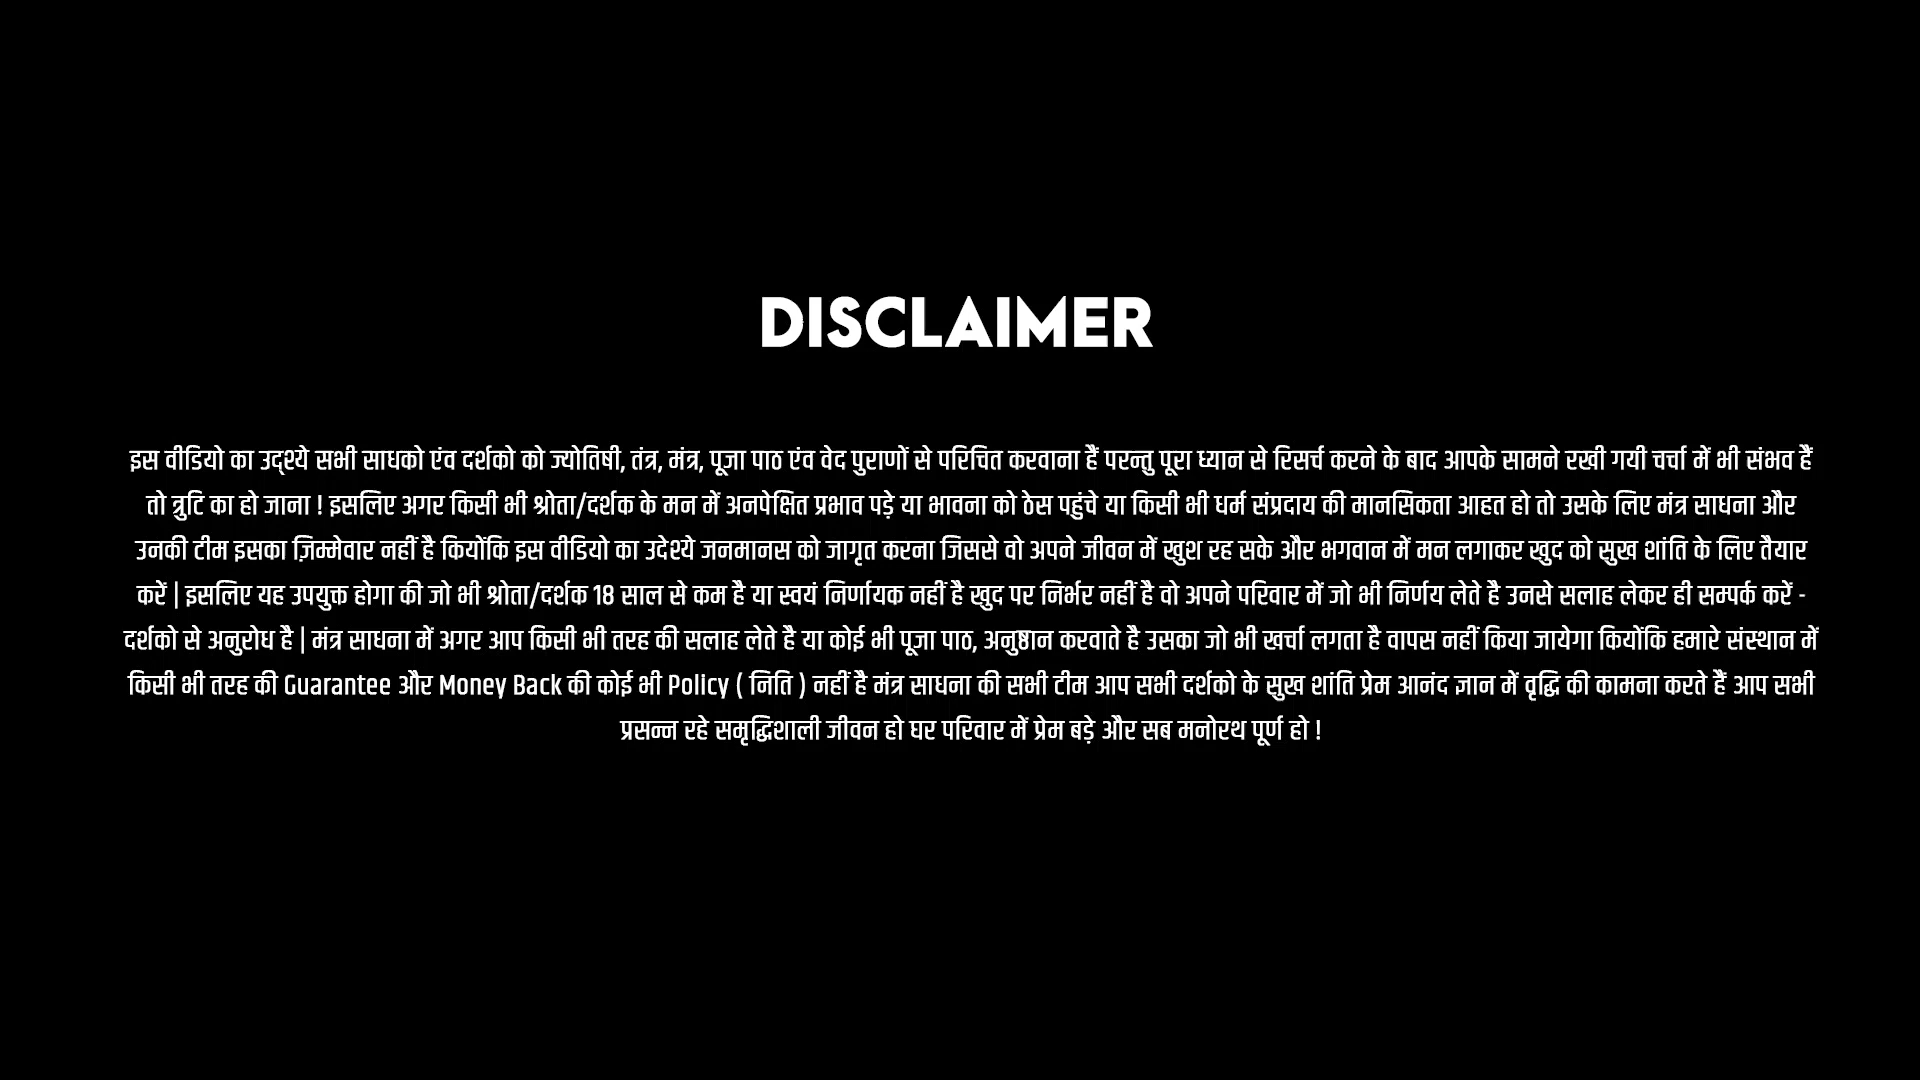 DISCLAIMER
इस वीडियो का उद्श्ये सभी साधको एंव दर्शको को ज्योतिषी, तंत्र, मंत्र, पूजा पाठ एंव वेद पुराणों से परिचित करवाना हैं परन्तु पूरा ध्यान से रिसर्च करने के बाद आपके सामने रखी गयी चर्चा में भी संभव हैं
तो त्रुटि का हो जाना ! इसलिए अगर किसी भी श्रोता/दर्शक के मन में अनपेक्षित प्रभाव पड़े या भावना को ठेस पहुंचे या किसी भी धर्म संप्रदाय की मानसिकता आहत हो तो उसके लिए मंत्र साधना और
उनकी टीम इसका ज़िम्मेवार नहीं है कियोंकि इस वीडियो का उदेश्ये जनमानस को जागृत करना जिससे वो अपने जीवन में खुश रह सके और भगवान में मन लगाकर खुद को सुख शांति के लिए तैयार
करें | इसलिए यह उपयुक्त होगा की जो भी श्रोता/दर्शक 18 साल से कम है या स्वयं निर्णायक नहीं है खुद पर निर्भर नहीं है वो अपने परिवार में जो भी निर्णय लेते है उनसे सलाह लेकर ही सम्पर्क करें -
दर्शको से अनुरोध है | मंत्र साधना में अगर आप किसी भी तरह की सलाह लेते है या कोई भी पूजा पाठ, अनुष्ठान करवाते है उसका जो भी खर्चा लगता है वापस नहीं किया जायेगा कियोंकि हमारे संस्थान में
किसी भी तरह की Guarantee और Money Back की कोई भी Policy ( निति ) नहीं है मंत्र साधना की सभी टीम आप सभी दर्शको के सुख शांति प्रेम आनंद ज्ञान में वृद्धि की कामना करते हैं आप सभी
प्रसन्न रहे समृद्धिशाली जीवन हो घर परिवार में प्रेम बड़े और सब मनोरथ पूर्ण हो !